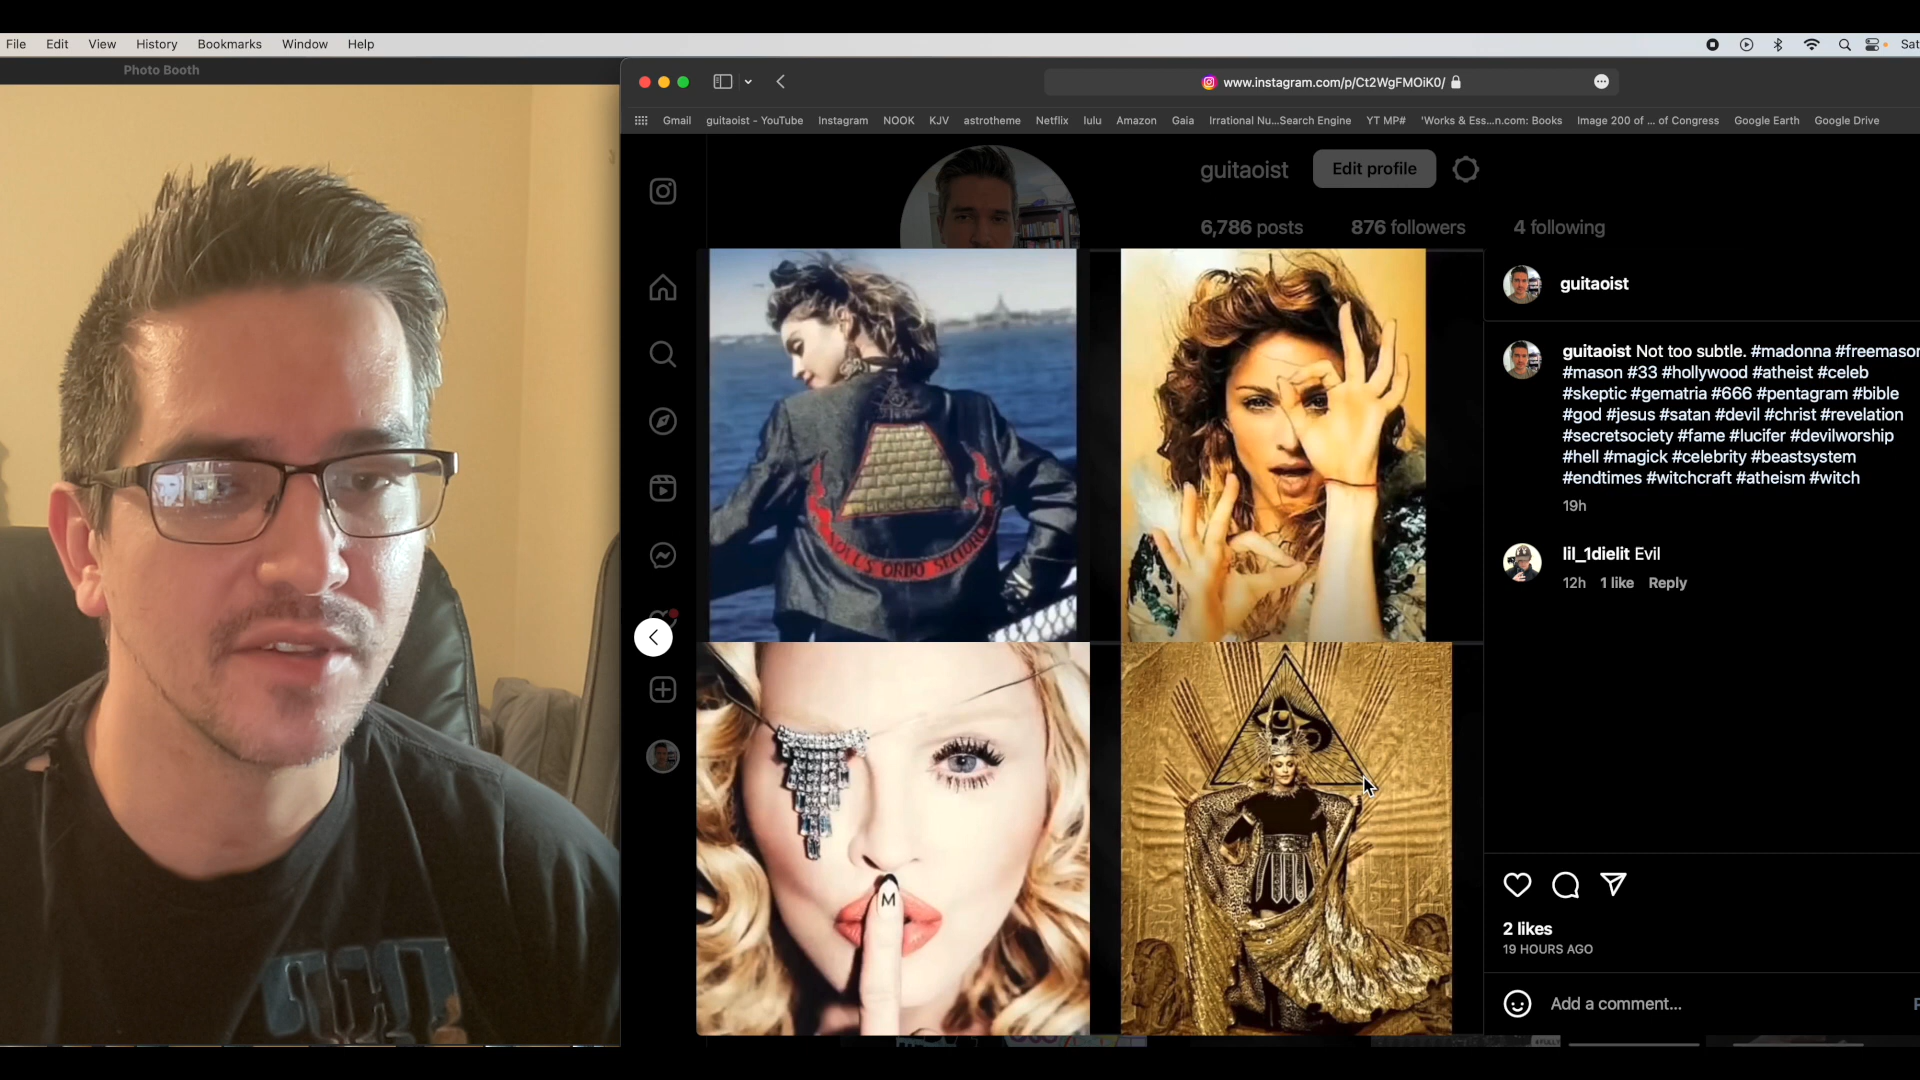 File Edit View History Bookmarks Window Help
Sat
Photo Booth
www.instagram.com/p/Ct2WgFMOiK0/
Gmail guitaoist - YouTube Instagram NOOK KJV astrotheme Netflix lulu Amazon Gaia Irrational Nu...Search Engine YT MP# 'Works & Ess...n.com: Books Image 200 of ... of Congress Google Earth Google Drive
guitaoist Edit profile
6,786 posts 876 followers 4 following
guitaoist
guitaoist Not too subtle. #madonna #freemason
#mason #33 #hollywood #atheist #celeb
#skeptic #gematria #666 #pentagram #bible
#god #jesus #satan #devil #christ #revelation
#secretsociety #fame #lucifer #devilworship
#hell #magick #celebrity #beastsystem
#endtimes #witchcraft #atheism #witch
19h
lil_1dielit Evil
12h 1 like Reply
ORDO
M
2 likes
19 HOURS AGO
Add a comment...